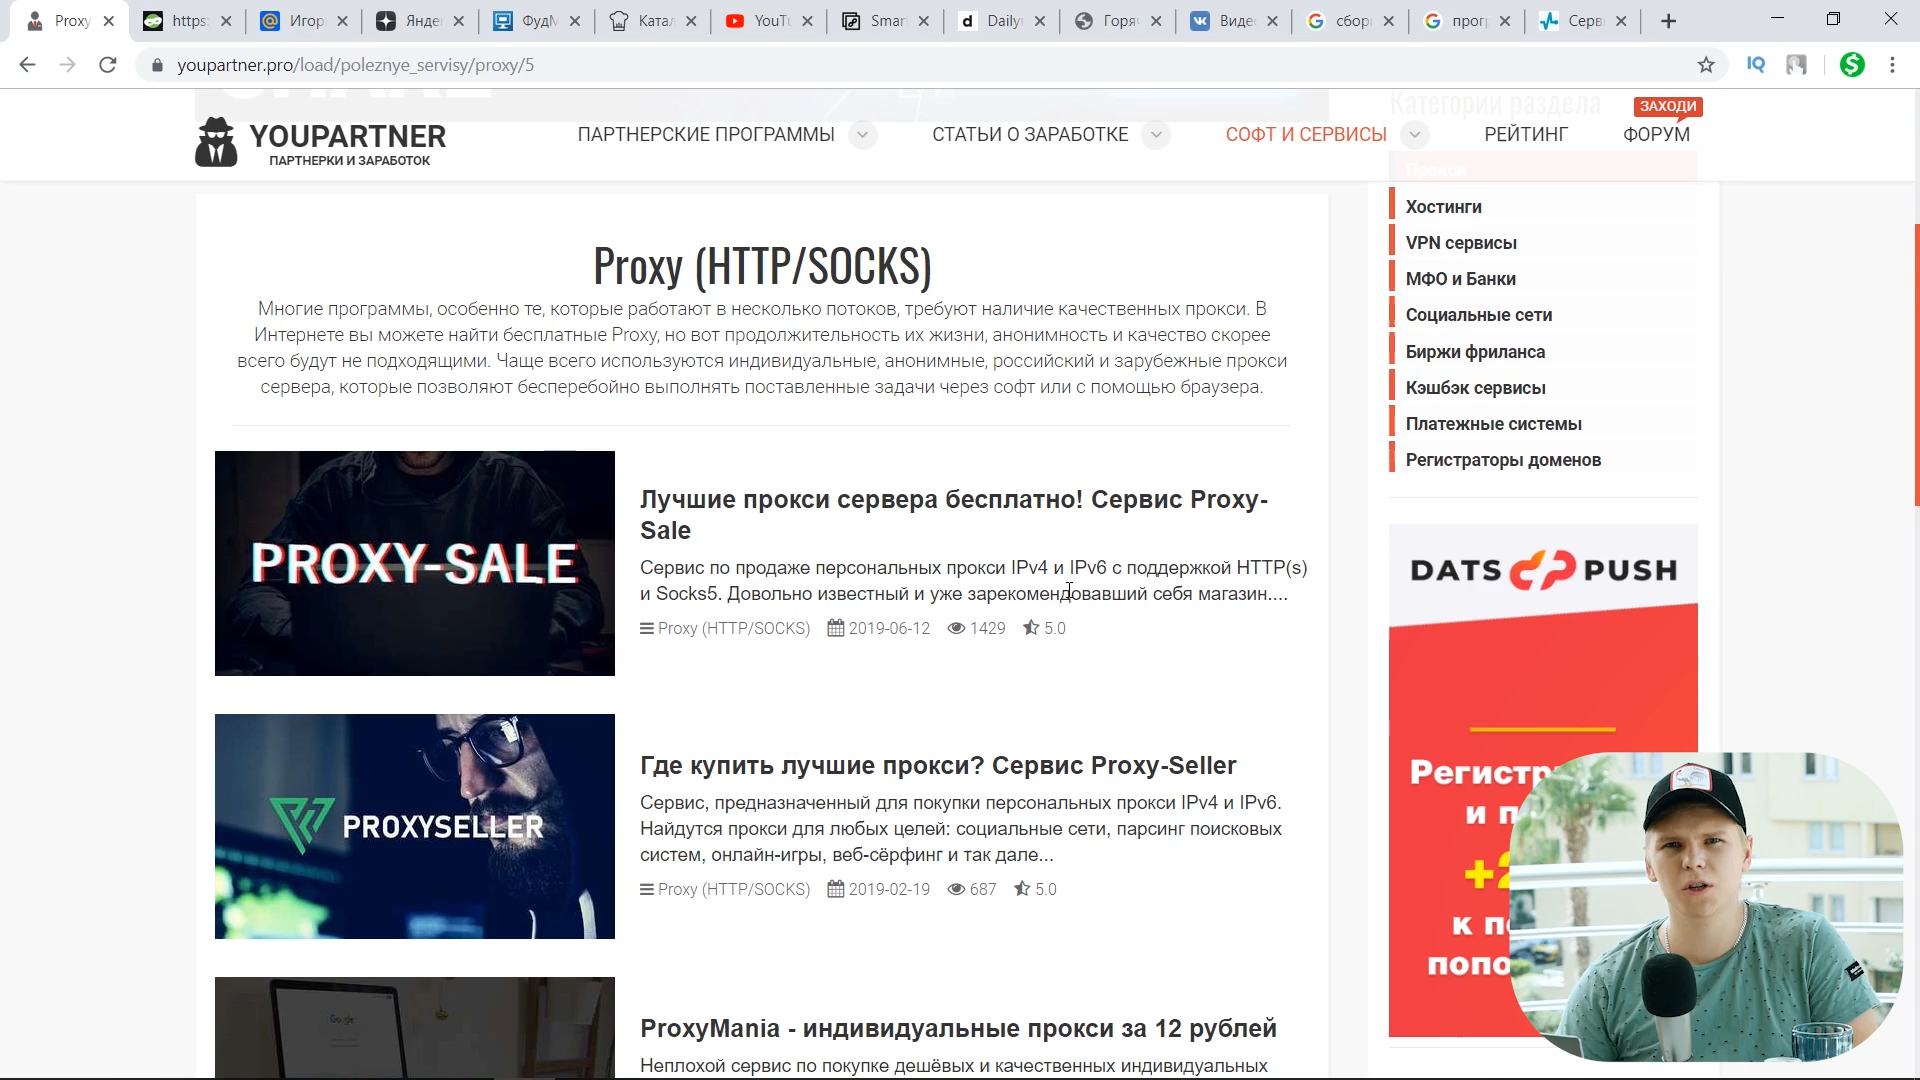 Proxy
https:
Игор
Яндe
ФудМ
Катал
YouTu
Smar
Daily
Горя
Виде
сбор
прог
Серв
youpartner.pro/load/poleznye_servisy/proxy/5
IQ
Категории раздела
ЗАХОДИ
YOUPARTNER
ПАРТНЕРКИ И ЗАРАБОТОК
ПАРТНЕРСКИЕ ПРОГРАММЫ
СТАТЬИ О ЗАРАБОТКЕ
СОФТ И СЕРВИСЫ
РЕЙТИНГ
ФОРУМ
Прокси
Хостинги
VPN сервисы
МФО и Банки
Социальные сети
Биржи фриланса
Кэшбэк сервисы
Платежные системы
Регистраторы доменов
Proxy (HTTP/SOCKS)
Многие программы, особенно те, которые работают в несколько потоков, требуют наличие качественных прокси. В
Интернете вы можете найти бесплатные Proxy, но вот продолжительность их жизни, анонимность и качество скорее
всего будут не подходящими. Чаще всего используются индивидуальные, анонимные, российский и зарубежные прокси
сервера, которые позволяют бесперебойно выполнять поставленные задачи через софт или с помощью браузера.
PROXY-SALE
Лучшие прокси сервера бесплатно! Сервис Proxy-
Sale
Сервис по продаже персональных прокси IPv4 и IPv6 с поддержкой HTTP(s)
и Socks5. Довольно известный и уже зарекомендовавший себя магазин....
Proxy (HTTP/SOCKS) 2019-06-12 1429 5.0
PROXYSELLER
Где купить лучшие прокси? Сервис Proxy-Seller
Сервис, предназначенный для покупки персональных прокси IPv4 и IPv6.
Найдутся прокси для любых целей: социальные сети, парсинг поисковых
систем, онлайн-игры, веб-сёрфинг и так дале...
Proxy (HTTP/SOCKS) 2019-02-19 687 5.0
Google
ProxyMania - индивидуальные прокси за 12 рублей
Неплохой сервис по покупке дешёвых и качественных индивидуальных
DATS PUSH
Регистр
и п
+2
к по
попо